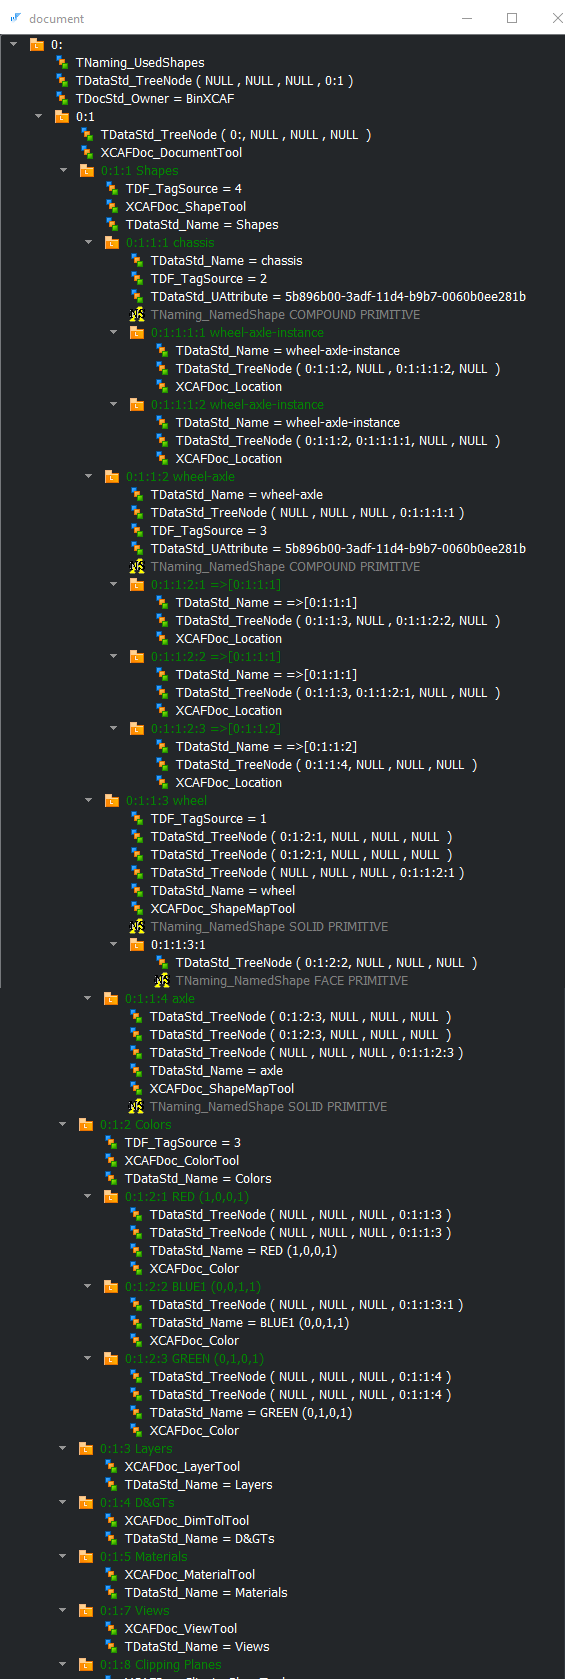 document
0:
TNaming_UsedShapes
TDataStd_TreeNode ( NULL , NULL , NULL , 0:1 )
TDocStd_Owner = BinXCAF
0:1
TDataStd_TreeNode ( 0:, NULL , NULL , NULL )
XCAFDoc_DocumentTool
0:1:1 Shapes
TDF_TagSource = 4
XCAFDoc_ShapeTool
TDataStd_Name = Shapes
0:1:1:1 chassis
TDataStd_Name = chassis
TDF_TagSource = 2
TDataStd_UAttribute = 5b896b00-3adf-11d4-b9b7-0060b0ee281b
NS TNaming_NamedShape COMPOUND PRIMITIVE
0:1:1:1:1 wheel-axle-instance
TDataStd_Name = wheel-axle-instance
TDataStd_TreeNode ( 0:1:1:2, NULL , 0:1:1:1:2, NULL )
XCAFDoc_Location
0:1:1:1:2 wheel-axle-instance
TDataStd_Name = wheel-axle-instance
TDataStd_TreeNode ( 0:1:1:2, 0:1:1:1:1, NULL , NULL )
XCAFDoc_Location
0:1:1:2 wheel-axle
TDataStd_Name = wheel-axle
TDataStd_TreeNode ( NULL , NULL , NULL , 0:1:1:1:1 )
TDF_TagSource = 3
TDataStd_UAttribute = 5b896b00-3adf-11d4-b9b7-0060b0ee281b
NS TNaming_NamedShape COMPOUND PRIMITIVE
0:1:1:2:1 =>[0:1:1:1]
TDataStd_Name = =>[0:1:1:1]
TDataStd_TreeNode ( 0:1:1:3, NULL , 0:1:1:2:2, NULL )
XCAFDoc_Location
0:1:1:2:2 =>[0:1:1:1]
TDataStd_Name = =>[0:1:1:1]
TDataStd_TreeNode ( 0:1:1:3, 0:1:1:2:1, NULL , NULL )
XCAFDoc_Location
0:1:1:2:3 =>[0:1:1:2]
TDataStd_Name = =>[0:1:1:2]
TDataStd_TreeNode ( 0:1:1:4, NULL , NULL , NULL )
XCAFDoc_Location
0:1:1:3 wheel
TDF_TagSource = 1
TDataStd_TreeNode ( 0:1:2:1, NULL , NULL , NULL )
TDataStd_TreeNode ( 0:1:2:1, NULL , NULL , NULL )
TDataStd_TreeNode ( NULL , NULL , NULL , 0:1:1:2:1 )
TDataStd_Name = wheel
XCAFDoc_ShapeMapTool
NS TNaming_NamedShape SOLID PRIMITIVE
0:1:1:3:1
TDataStd_TreeNode ( 0:1:2:2, NULL , NULL , NULL )
NS TNaming_NamedShape FACE PRIMITIVE
0:1:1:4 axle
TDataStd_TreeNode ( 0:1:2:3, NULL , NULL , NULL )
TDataStd_TreeNode ( 0:1:2:3, NULL , NULL , NULL )
TDataStd_TreeNode ( NULL , NULL , NULL , 0:1:1:2:3 )
TDataStd_Name = axle
XCAFDoc_ShapeMapTool
NS TNaming_NamedShape SOLID PRIMITIVE
0:1:2 Colors
TDF_TagSource = 3
XCAFDoc_ColorTool
TDataStd_Name = Colors
0:1:2:1 RED (1,0,0,1)
TDataStd_TreeNode ( NULL , NULL , NULL , 0:1:1:3 )
TDataStd_TreeNode ( NULL , NULL , NULL , 0:1:1:3 )
TDataStd_Name = RED (1,0,0,1)
XCAFDoc_Color
0:1:2:2 BLUE1 (0,0,1,1)
TDataStd_TreeNode ( NULL , NULL , NULL , 0:1:1:3:1 )
TDataStd_Name = BLUE1 (0,0,1,1)
XCAFDoc_Color
0:1:2:3 GREEN (0,1,0,1)
TDataStd_TreeNode ( NULL , NULL , NULL , 0:1:1:4 )
TDataStd_TreeNode ( NULL , NULL , NULL , 0:1:1:4 )
TDataStd_Name = GREEN (0,1,0,1)
XCAFDoc_Color
0:1:3 Layers
XCAFDoc_LayerTool
TDataStd_Name = Layers
0:1:4 D&GTs
XCAFDoc_DimTolTool
TDataStd_Name = D&GTs
0:1:5 Materials
XCAFDoc_MaterialTool
TDataStd_Name = Materials
0:1:7 Views
XCAFDoc_ViewTool
TDataStd_Name = Views
0:1:8 Clipping Planes